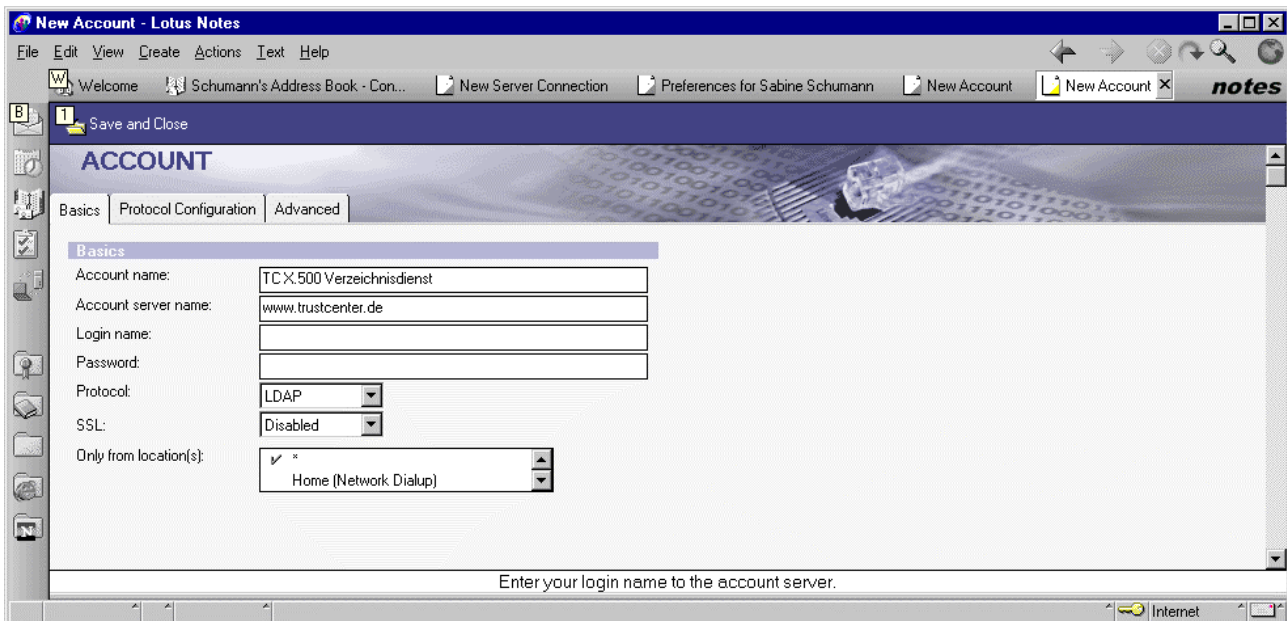 New Account - Lotus Notes
File Edit View Create Actions Text Help
W Welcome Schumann's Address Book - Con... New Server Connection Preferences for Sabine Schumann New Account New Account notes
B 1 Save and Close
ACCOUNT
Basics Protocol Configuration Advanced
Basics
Account name: TC X.500 Verzeichnisdienst
Account server name: www.trustcenter.de
Login name:
Password:
Protocol: LDAP
SSL: Disabled
Only from location(s): *
Home (Network Dialup)
N
Enter your login name to the account server.
Internet